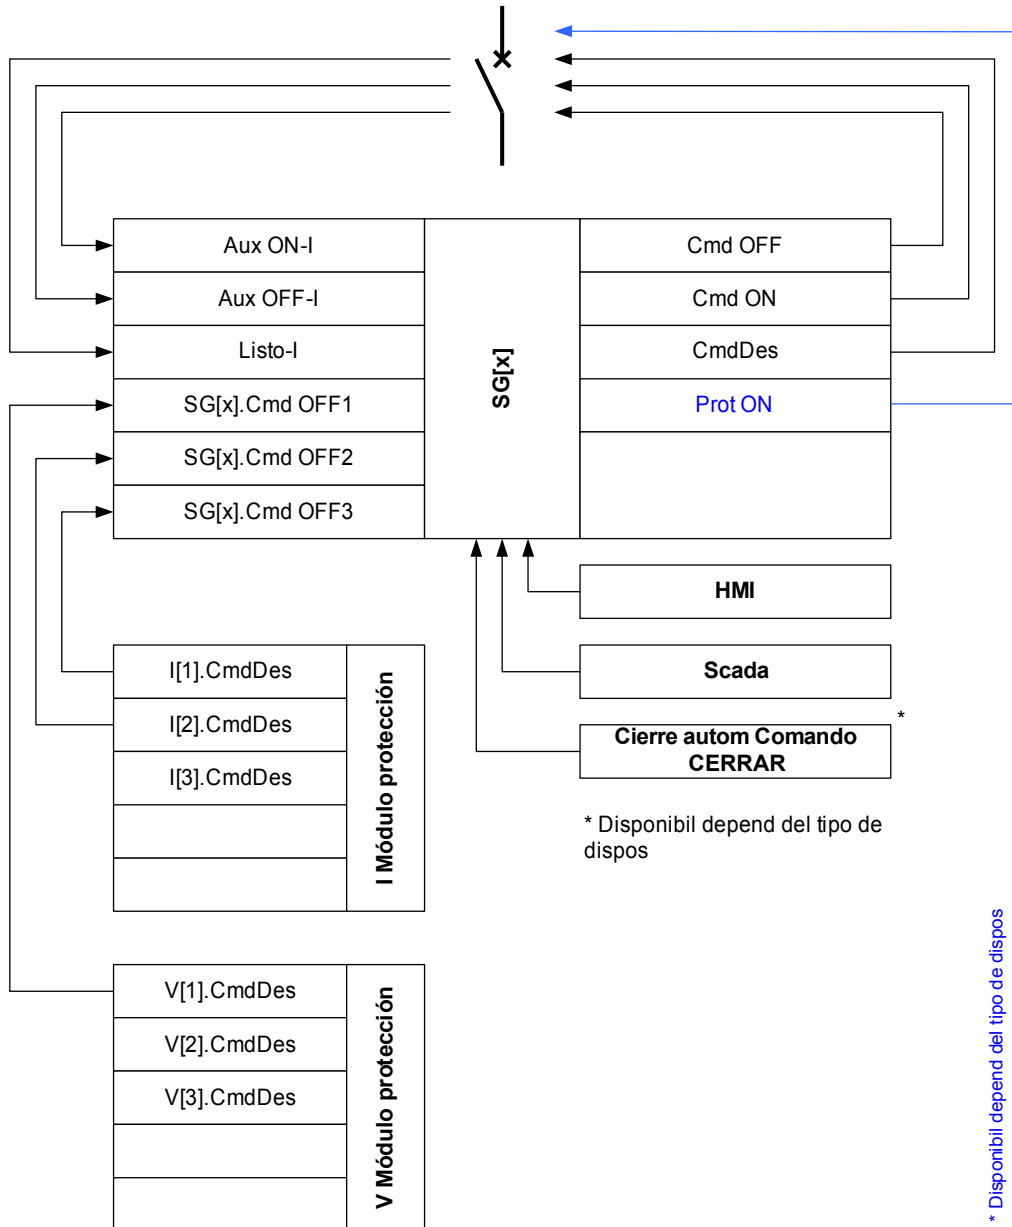 Aux ON-I
Aux OFF-I
Listo-I
SG[x].Cmd OFF1
SG[x].Cmd OFF2
SG[x].Cmd OFF3
SG[x]
Cmd OFF
Cmd ON
CmdDes
Prot ON
HMI
Scada
*
Cierre autom Comando
CERRAR
* Disponibil depend del tipo de
dispos
I[1].CmdDes
I[2].CmdDes
I[3].CmdDes
I Módulo protección
V[1].CmdDes
V[2].CmdDes
V[3].CmdDes
V Módulo protección
* Disponibil depend del tipo de dispos